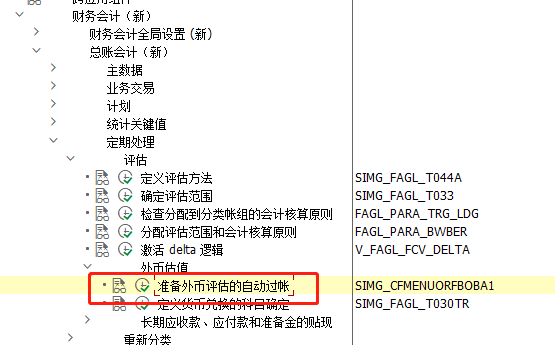 财务会计（新）
财务会计全局设置 (新)
总账会计（新）
主数据
业务交易
计划
统计关键值
定期处理
评估
定义评估方法 SIMG_FAGL_T044A
确定评估范围 SIMG_FAGL_T033
检查分配到分类帐组的会计核算原则 FAGL_PARA_TRG_LDG
分配评估范围和会计核算原则 FAGL_PARA_BWBER
激活 delta 逻辑 V_FAGL_FCV_DELTA
外币估值
准备外币评估的自动过帐 SIMG_CFMENUORFBOBA1
定义货币兑换的科目确定 SIMG_FAGL_T030TR
长期应收款、应付款和准备金的贴现
重新分类